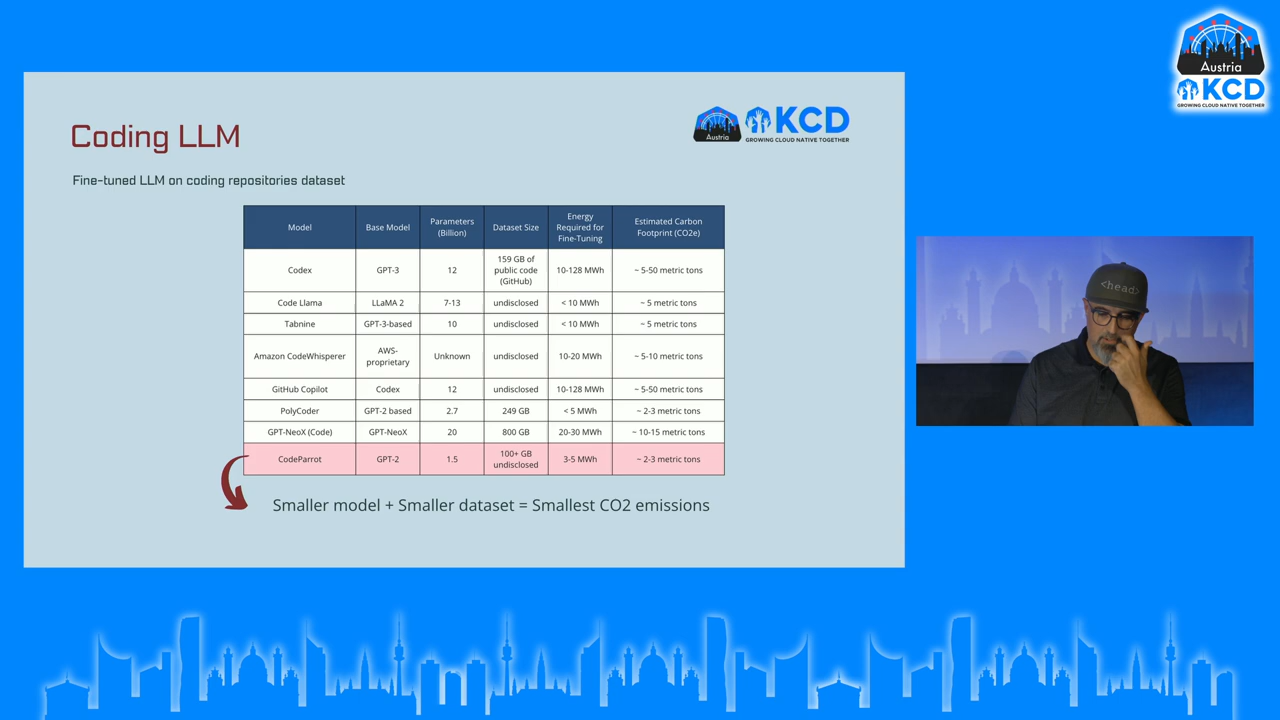 Austria
KCD
GROWING CLOUD NATIVE TOGETHER
Coding LLM
Austria
KCD
GROWING CLOUD NATIVE TOGETHER
Fine-tuned LLM on coding repositories dataset
Model
Base Model
Parameters
(Billion)
Dataset Size
Energy
Required for
Fine-Tuning
Estimated Carbon
Footprint (CO2e)
Codex
GPT-3
12
159 GB of
public code
(GitHub)
10-128 MWh
~ 5-50 metric tons
Code Llama
LLaMA 2
7-13
undisclosed
< 10 MWh
~ 5 metric tons
Tabnine
GPT-3-based
10
undisclosed
< 10 MWh
~ 5 metric tons
Amazon CodeWhisperer
AWS-
proprietary
Unknown
undisclosed
10-20 MWh
~ 5-10 metric tons
GitHub Copilot
Codex
12
undisclosed
10-128 MWh
~ 5-50 metric tons
PolyCoder
GPT-2 based
2.7
249 GB
< 5 MWh
~ 2-3 metric tons
GPT-NeoX (Code)
GPT-NeoX
20
800 GB
20-30 MWh
~ 10-15 metric tons
CodeParrot
GPT-2
1.5
100+ GB
undisclosed
3-5 MWh
~ 2-3 metric tons
Smaller model + Smaller dataset = Smallest CO2 emissions
<head>